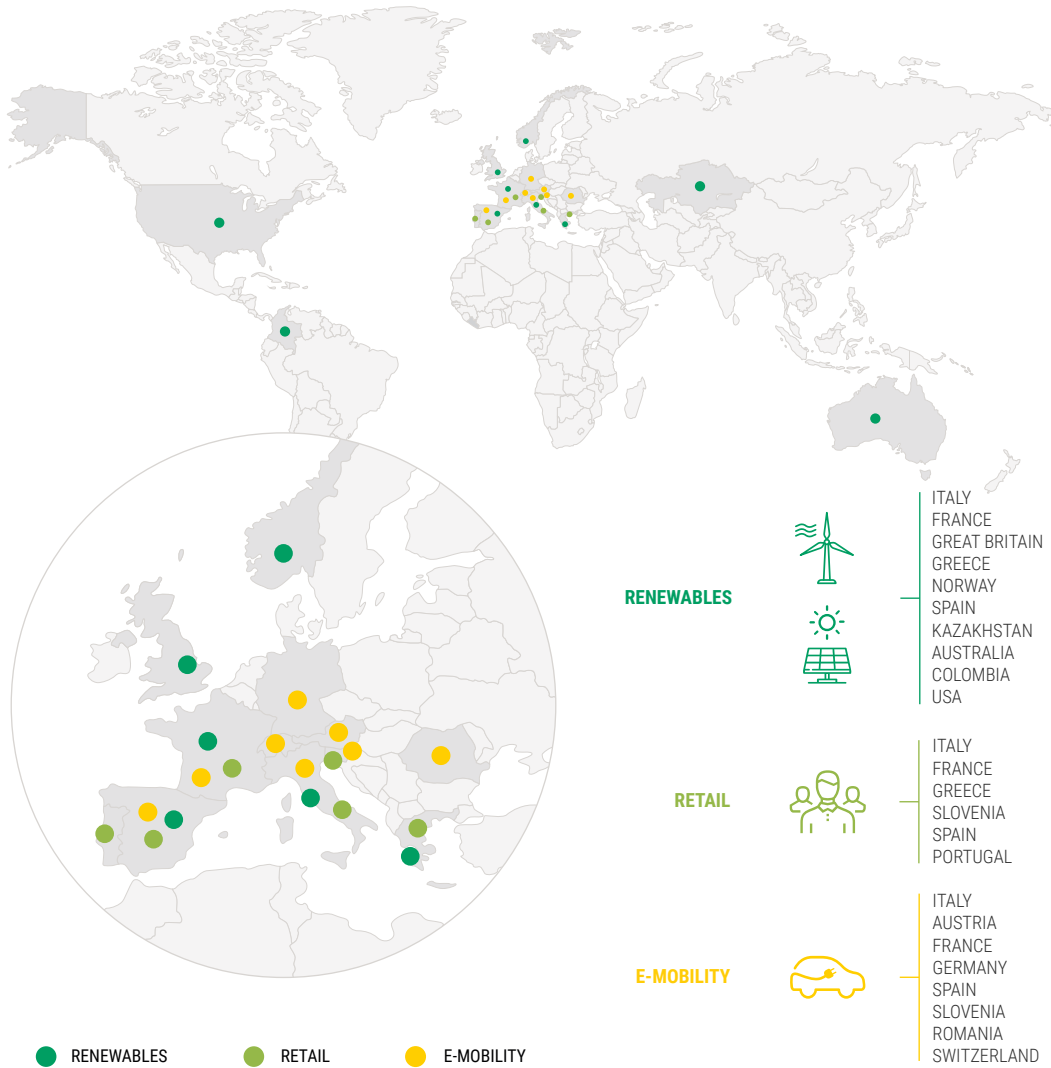 RENEWABLES
ITALY
FRANCE
GREAT BRITAIN
GREECE
NORWAY
SPAIN
KAZAKHSTAN
AUSTRALIA
COLOMBIA
USA
RETAIL
ITALY
FRANCE
GREECE
SLOVENIA
SPAIN
PORTUGAL
E-MOBILITY
ITALY
AUSTRIA
FRANCE
GERMANY
SPAIN
SLOVENIA
ROMANIA
SWITZERLAND
RENEWABLES
RETAIL
E-MOBILITY